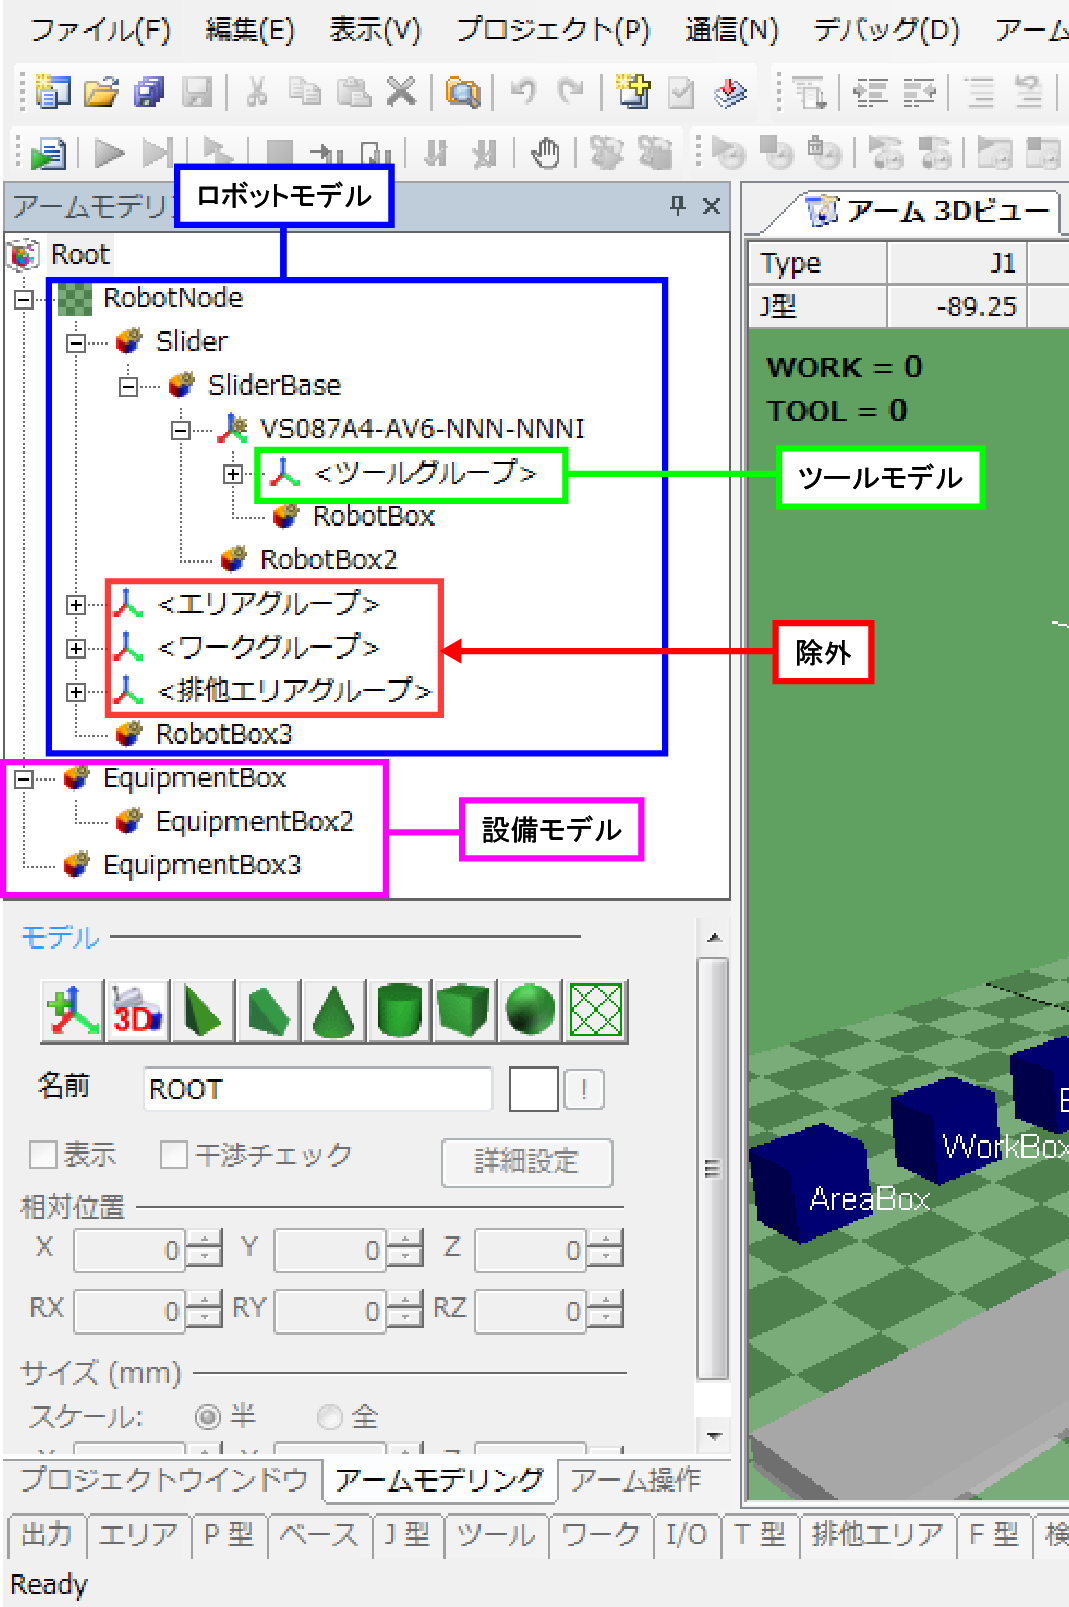 ファイル(F) 編集(E) 表示(V) プロジェクト(P) 通信(N) デバッグ(D) アーム
アームモデリ
ロボットモデル
アーム 3Dビュー
Root
Type J1
RobotNode
J型 -89.25
Slider
WORK = 0
SliderBase
TOOL = 0
VS087A4-AV6-NNN-NNNI
<ツールグループ>
ツールモデル
RobotBox
RobotBox2
<エリアグループ>
<ワークグループ>
除外
<排他エリアグループ>
RobotBox3
EquipmentBox
EquipmentBox2
設備モデル
EquipmentBox3
モデル
3D
名前 ROOT !
表示 干渉チェック 詳細設定
WorkBox
AreaBox
相対位置
X 0 Y 0 Z 0
RX 0 RY 0 RZ 0
サイズ (mm)
スケール: 半 全
プロジェクトウインドウ アームモデリング アーム操作
出力 エリア P 型 ベース J 型 ツール ワーク I/O T 型 排他エリア F 型 検
Ready